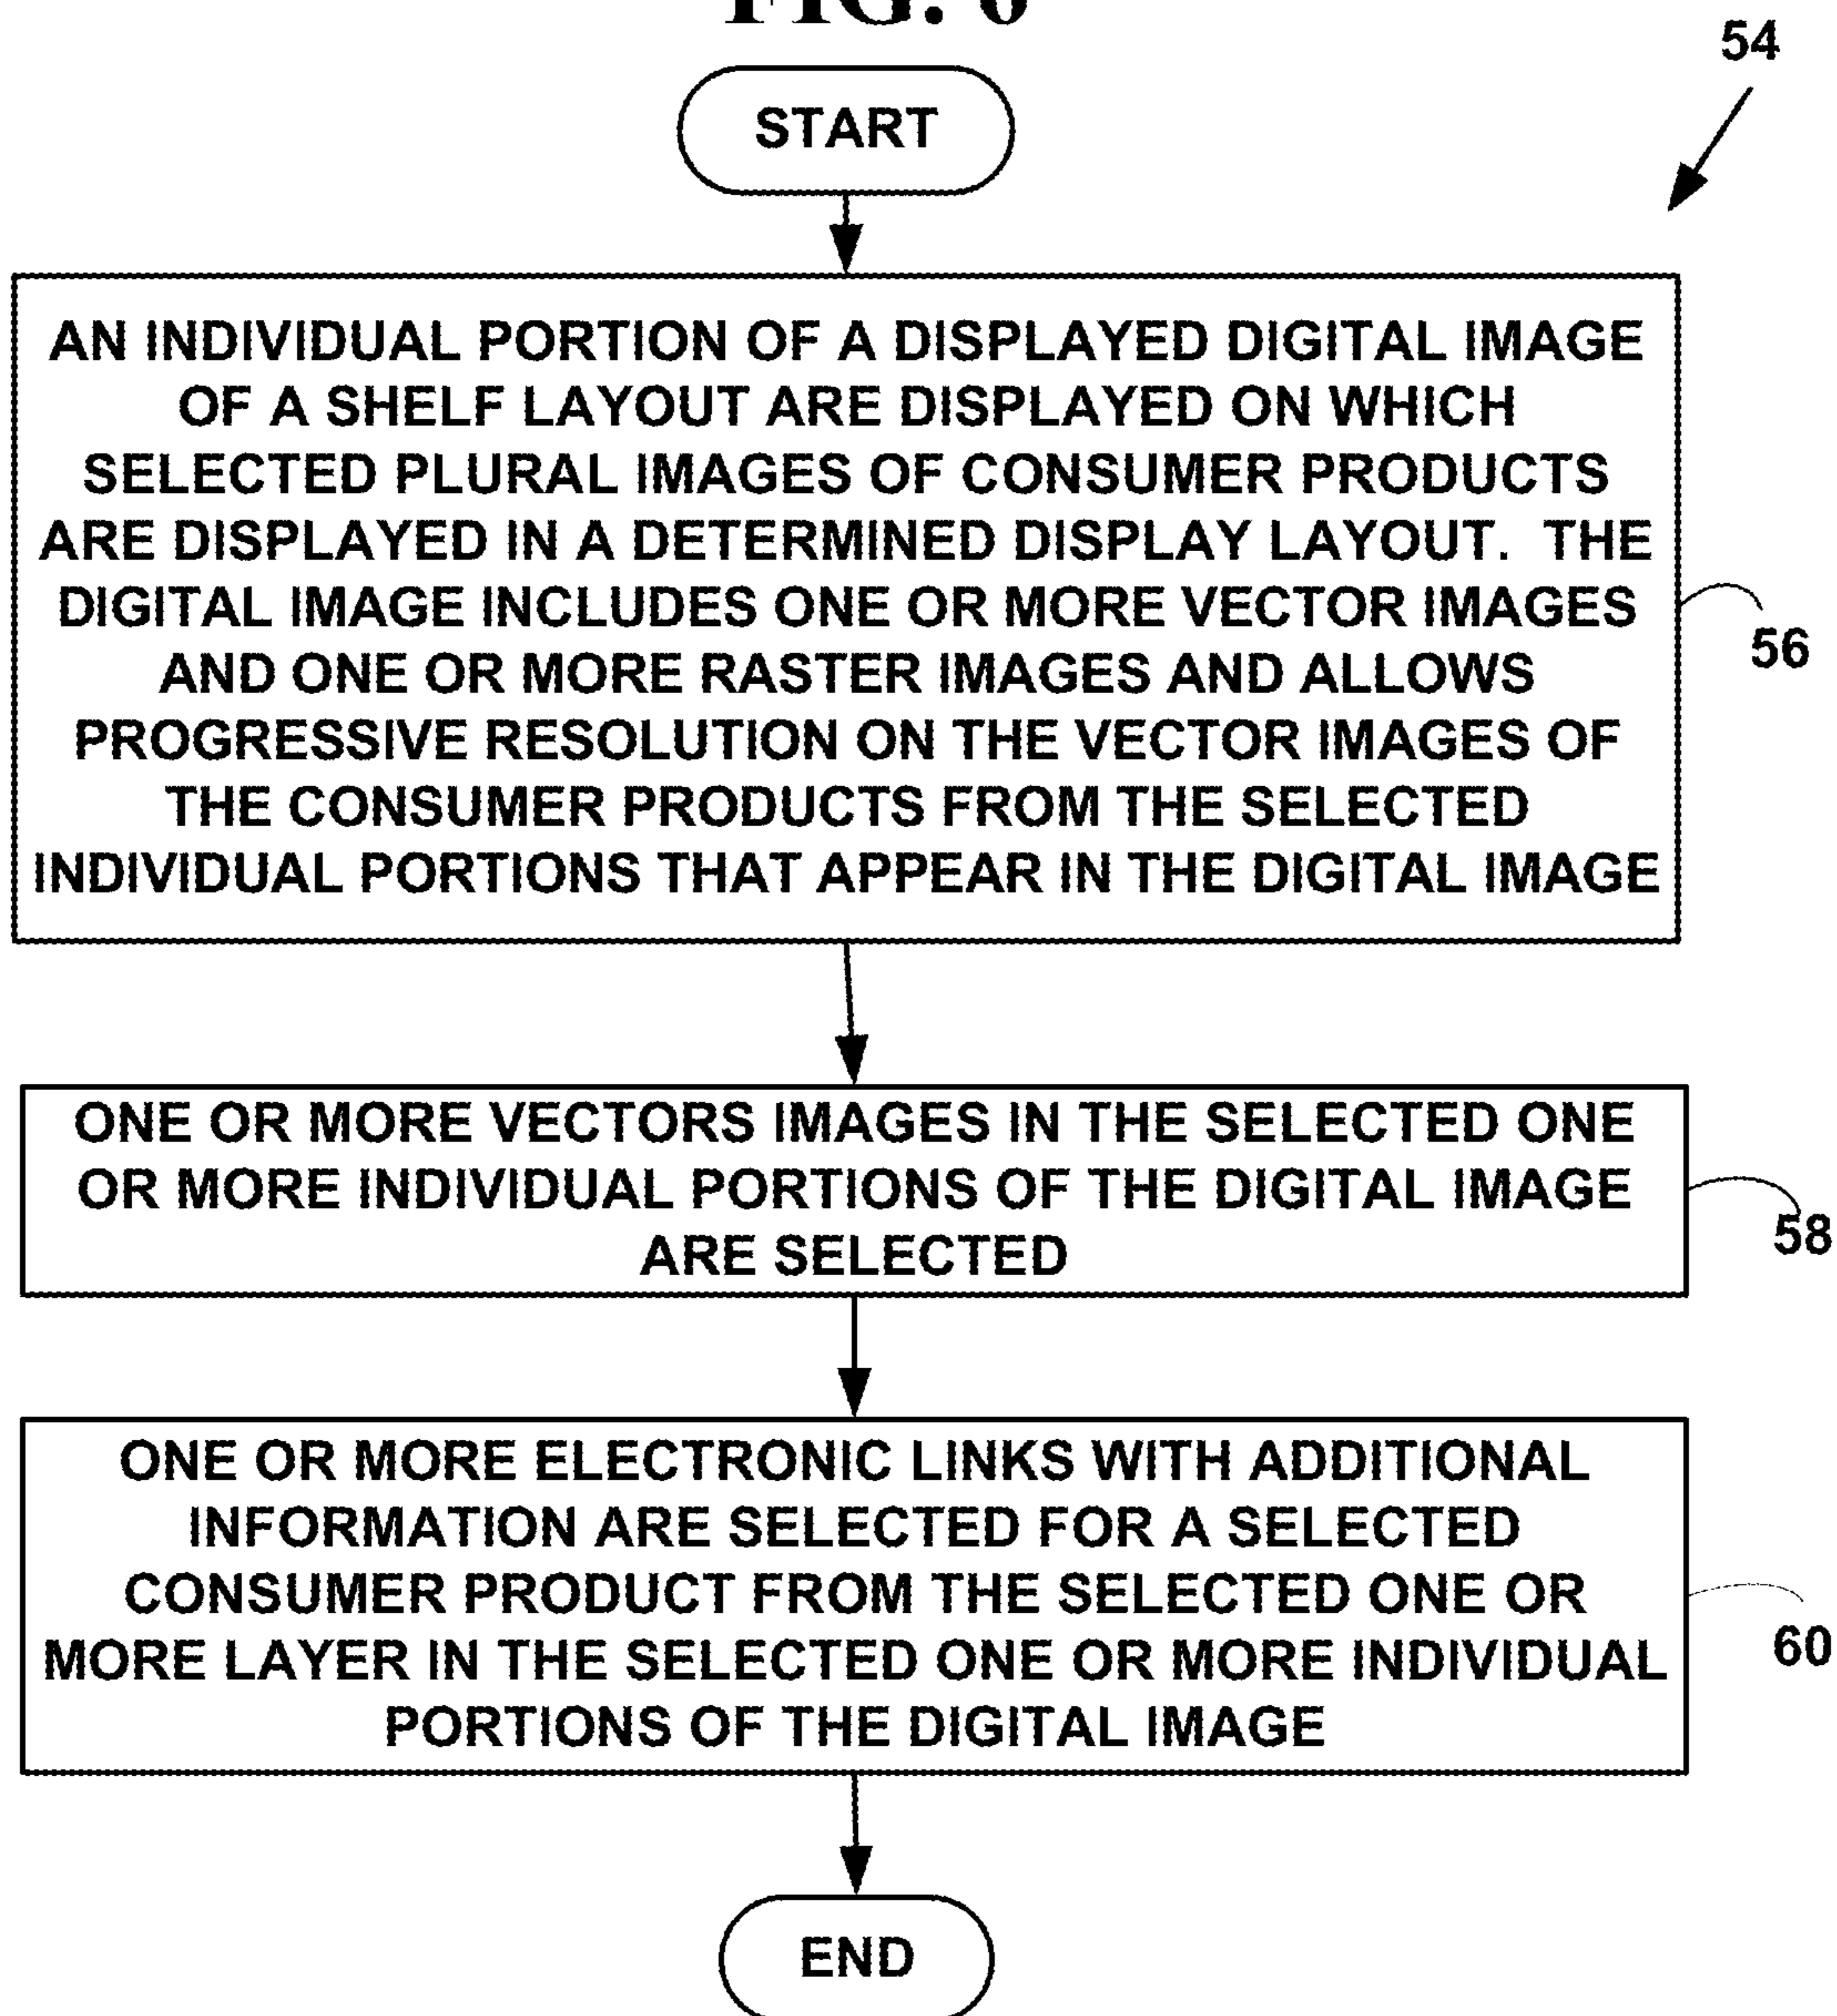 FIG. 6
54
START
AN INDIVIDUAL PORTION OF A DISPLAYED DIGITAL IMAGE
OF A SHELF LAYOUT ARE DISPLAYED ON WHICH
SELECTED PLURAL IMAGES OF CONSUMER PRODUCTS
ARE DISPLAYED IN A DETERMINED DISPLAY LAYOUT. THE
DIGITAL IMAGE INCLUDES ONE OR MORE VECTOR IMAGES
AND ONE OR MORE RASTER IMAGES AND ALLOWS
PROGRESSIVE RESOLUTION ON THE VECTOR IMAGES OF
THE CONSUMER PRODUCTS FROM THE SELECTED
INDIVIDUAL PORTIONS THAT APPEAR IN THE DIGITAL IMAGE
56
ONE OR MORE VECTORS IMAGES IN THE SELECTED ONE
OR MORE INDIVIDUAL PORTIONS OF THE DIGITAL IMAGE
ARE SELECTED
58
ONE OR MORE ELECTRONIC LINKS WITH ADDITIONAL
INFORMATION ARE SELECTED FOR A SELECTED
CONSUMER PRODUCT FROM THE SELECTED ONE OR
MORE LAYER IN THE SELECTED ONE OR MORE INDIVIDUAL
PORTIONS OF THE DIGITAL IMAGE
60
END